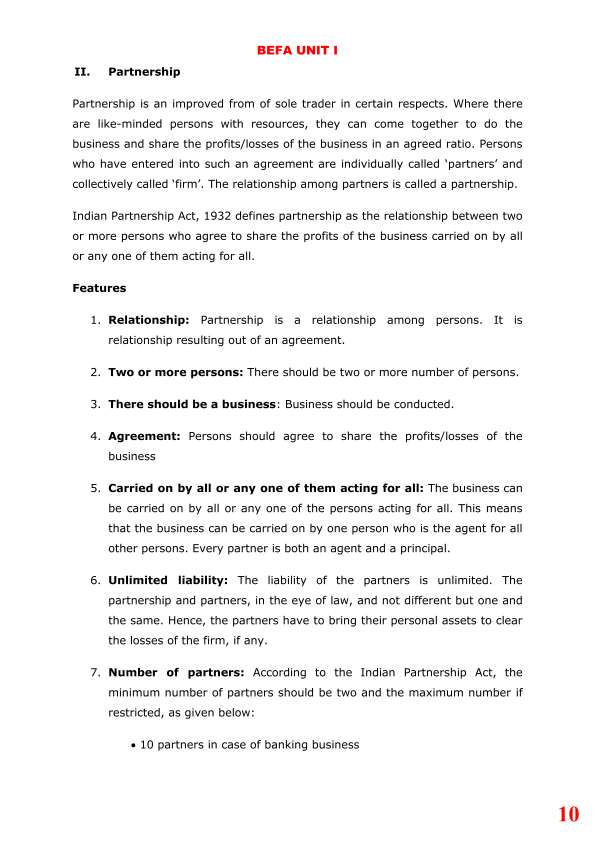 BEFA UNIT I
II. Partnership
Partnership is an improved from of sole trader in certain respects. Where there
are like-minded persons with resources, they can come together to do the
business and share the profits/losses of the business in an agreed ratio. Persons
who have entered into such an agreement are individually called ‘partners’ and
collectively called ‘firm’. The relationship among partners is called a partnership.
Indian Partnership Act, 1932 defines partnership as the relationship between two
or more persons who agree to share the profits of the business carried on by all
or any one of them acting for all.
Features
1. Relationship: Partnership is a relationship among persons. It is
relationship resulting out of an agreement.
2. Two or more persons: There should be two or more number of persons.
3. There should be a business: Business should be conducted.
4. Agreement: Persons should agree to share the profits/losses of the
business
5. Carried on by all or any one of them acting for all: The business can
be carried on by all or any one of the persons acting for all. This means
that the business can be carried on by one person who is the agent for all
other persons. Every partner is both an agent and a principal.
6. Unlimited liability: The liability of the partners is unlimited. The
partnership and partners, in the eye of law, and not different but one and
the same. Hence, the partners have to bring their personal assets to clear
the losses of the firm, if any.
7. Number of partners: According to the Indian Partnership Act, the
minimum number of partners should be two and the maximum number if
restricted, as given below:
• 10 partners in case of banking business
10